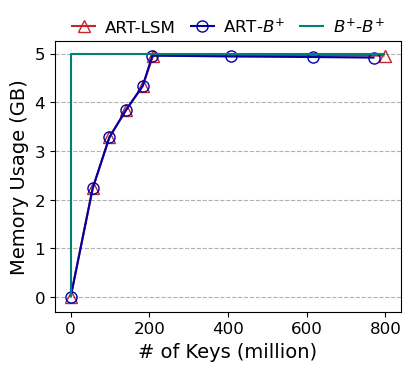 ART-LSM ART-B⁺ B⁺-B⁺
5
4
3
2
1
0
Memory Usage (GB)
0 200 400 600 800
# of Keys (million)